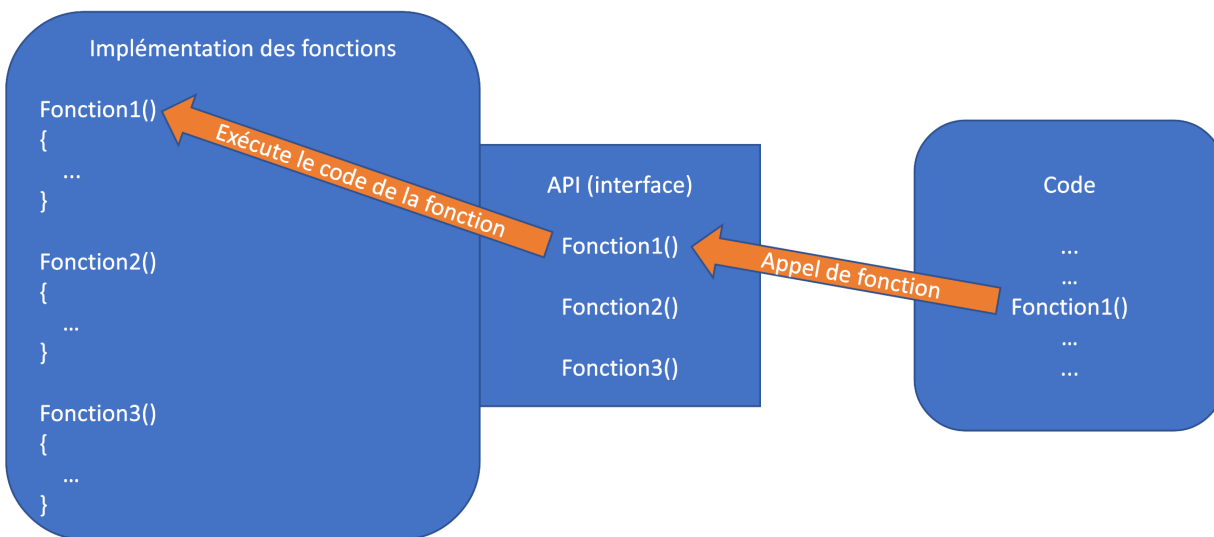 Implémentation des fonctions
Fonction1()
{
...
}
Fonction2()
{
...
}
Fonction3()
{
...
}
Exécute le code de la fonction
API (interface)
Fonction1()
Fonction2()
Fonction3()
Appel de fonction
Code
...
...
Fonction1()
...
...